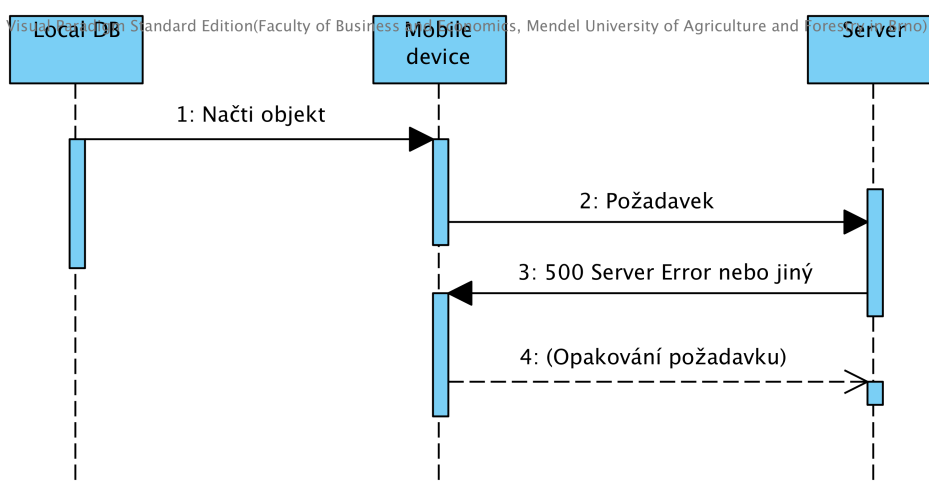 Visual Paradigm Standard Edition(Faculty of Business and Economics, Mendel University of Agriculture and Forestry in Brno)
Local DB
Mobile
device
Server
1: Načti objekt
2: Požadavek
3: 500 Server Error nebo jiný
4: (Opakování požadavku)